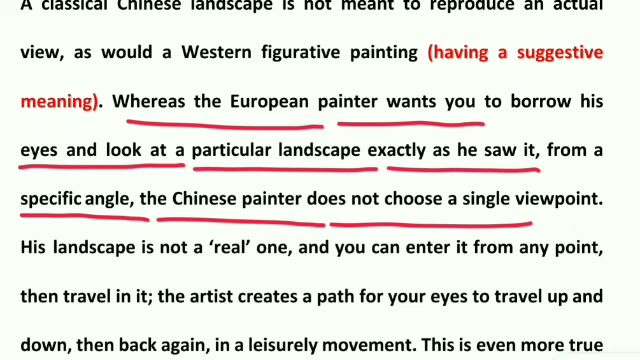 A classical Chinese landscape is not meant to reproduce an actual
view, as would a Western figurative painting (having a suggestive
meaning). Whereas the European painter wants you to borrow his
eyes and look at a particular landscape exactly as he saw it, from a
specific angle, the Chinese painter does not choose a single viewpoint.
His landscape is not a ‘real’ one, and you can enter it from any point,
then travel in it; the artist creates a path for your eyes to travel up and
down, then back again, in a leisurely movement. This is even more true